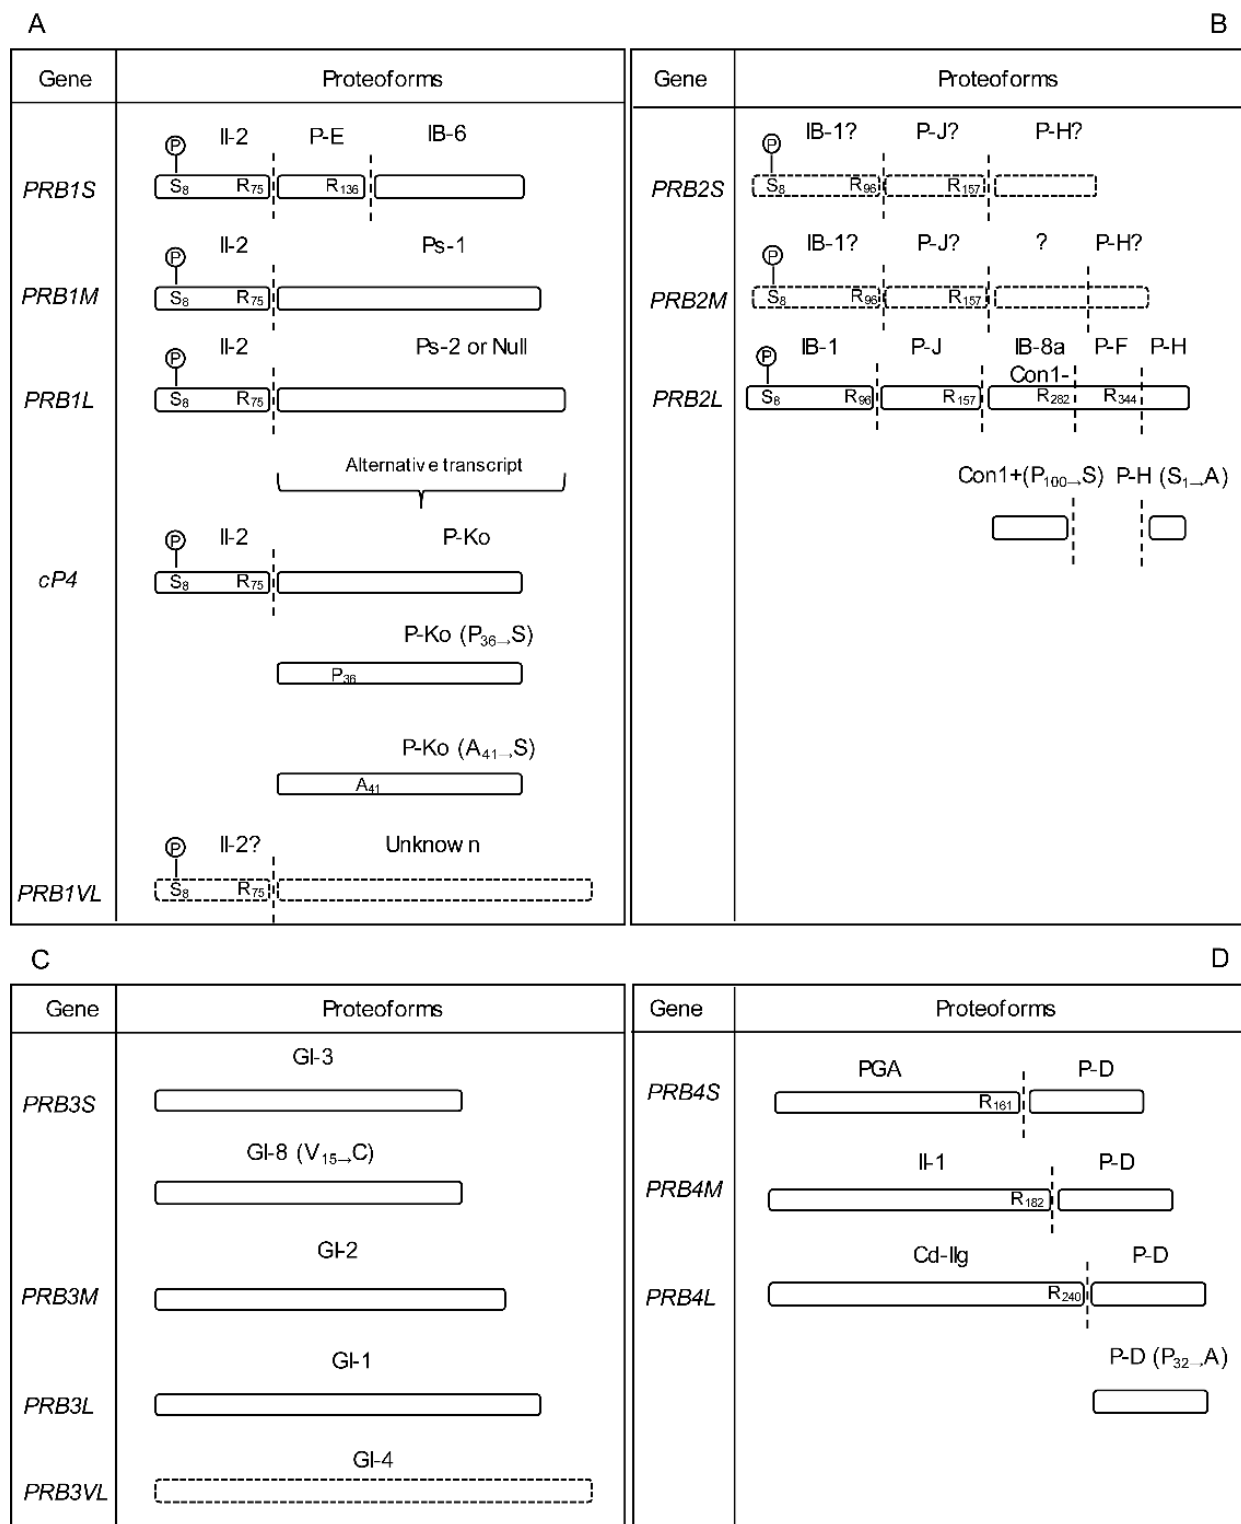 A
Gene Proteoforms
II-2 P-E IB-6
P
PRB1S S8 R75 R136
II-2 Ps-1
P
PRB1M S8 R75
II-2 Ps-2 or Null
P
PRB1L S8 R75
Alternative transcript
II-2 P-Ko
P
cP4 S8 R75
P-Ko (P36→S)
P36
P-Ko (A41→S)
A41
II-2? Unknown
P
PRB1VL S8 R75
B
Gene Proteoforms
IB-1? P-J? P-H?
P
PRB2S S8 R96 R157
IB-1? P-J? ? P-H?
P
PRB2M S8 R96 R157
IB-1 P-J IB-8a P-F P-H
P
Con1-
PRB2L S8 R96 R157 R282 R344
Con1+(P100→S) P-H (S1→A)
C
Gene Proteoforms
GI-3
PRB3S
GI-8 (V15→C)
GI-2
PRB3M
GI-1
PRB3L
GI-4
PRB3VL
D
Gene Proteoforms
PGA P-D
PRB4S R161
II-1 P-D
PRB4M R182
Cd-IIg P-D
PRB4L R240
P-D (P32→A)